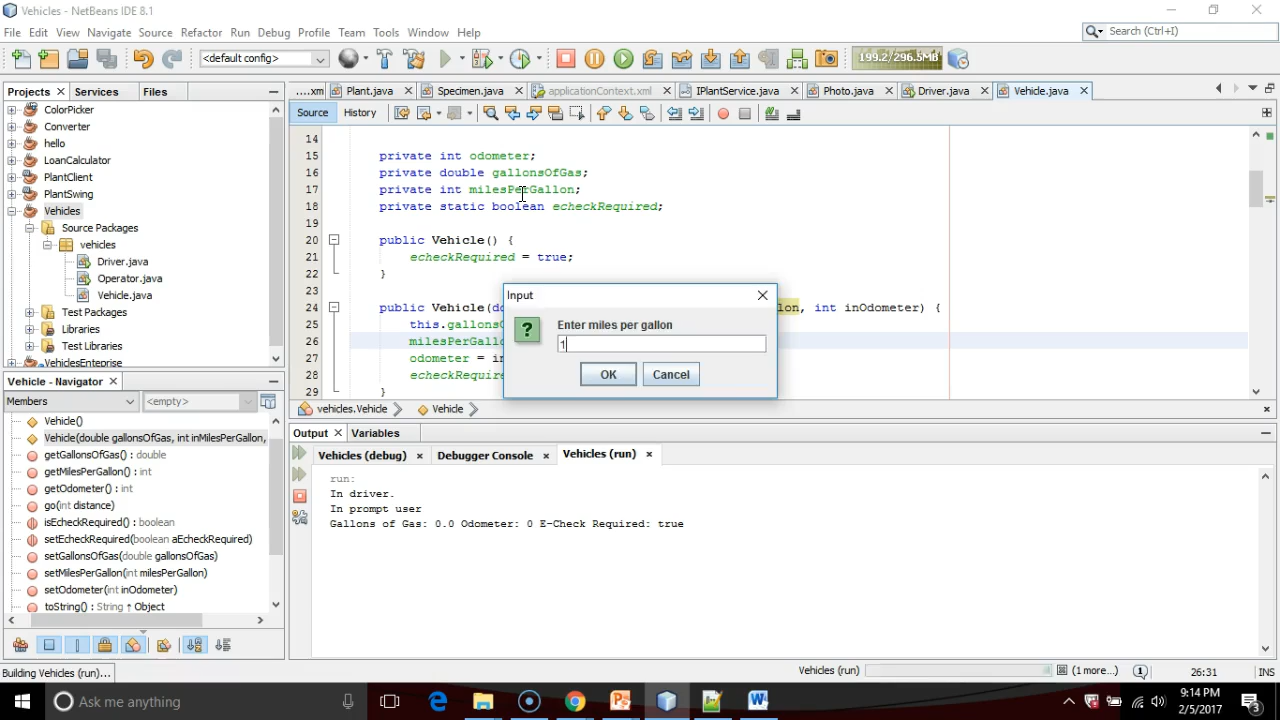 Vehicles - NetBeans IDE 8.1
File Edit View Navigate Source Refactor Run Debug Profile Team Tools Window Help
Search (Ctrl+I)
<default config>
199.2/296.5MB
Projects Services Files
...xm Plant.java Specimen.java applicationContext.xml IPlantService.java Photo.java Driver.java Vehicle.java
Source History
ColorPicker
Converter
hello
LoanCalculator
PlantClient
PlantSwing
Vehicles
Source Packages
vehicles
Driver.java
Operator.java
Vehicle.java
Test Packages
Libraries
Test Libraries
VehiclesEnteprise
14
15 private int odometer;
16 private double gallonsOfGas;
17 private int milesPerGallon;
18 private static boolean echeckRequired;
19
20 public Vehicle() {
21 echeckRequired = true;
22 }
23
24 public Vehicle(do lon, int inOdometer) {
25 this.gallonsO
26 milesPerGallo
27 odometer = in
28 echeckRequire
29 }
Input
Enter miles per gallon
1
OK Cancel
vehicles.Vehicle Vehicle
Vehicle - Navigator
Members <empty>
Vehicle()
Vehicle(double gallonsOfGas, int inMilesPerGallon,
getGallonsOfGas() : double
getMilesPerGallon() : int
getOdometer() : int
go(int distance)
isEcheckRequired() : boolean
setEcheckRequired(boolean aEcheckRequired)
setGallonsOfGas(double gallonsOfGas)
setMilesPerGallon(int milesPerGallon)
setOdometer(int inOdometer)
toString() : String ↑ Object
Output Variables
Vehicles (debug) Debugger Console Vehicles (run)
run:
In driver.
In prompt user
Gallons of Gas: 0.0 Odometer: 0 E-Check Required: true
Building Vehicles (run)...
Vehicles (run) (1 more...) 26:31 INS
Ask me anything
9:14 PM
2/5/2017
3